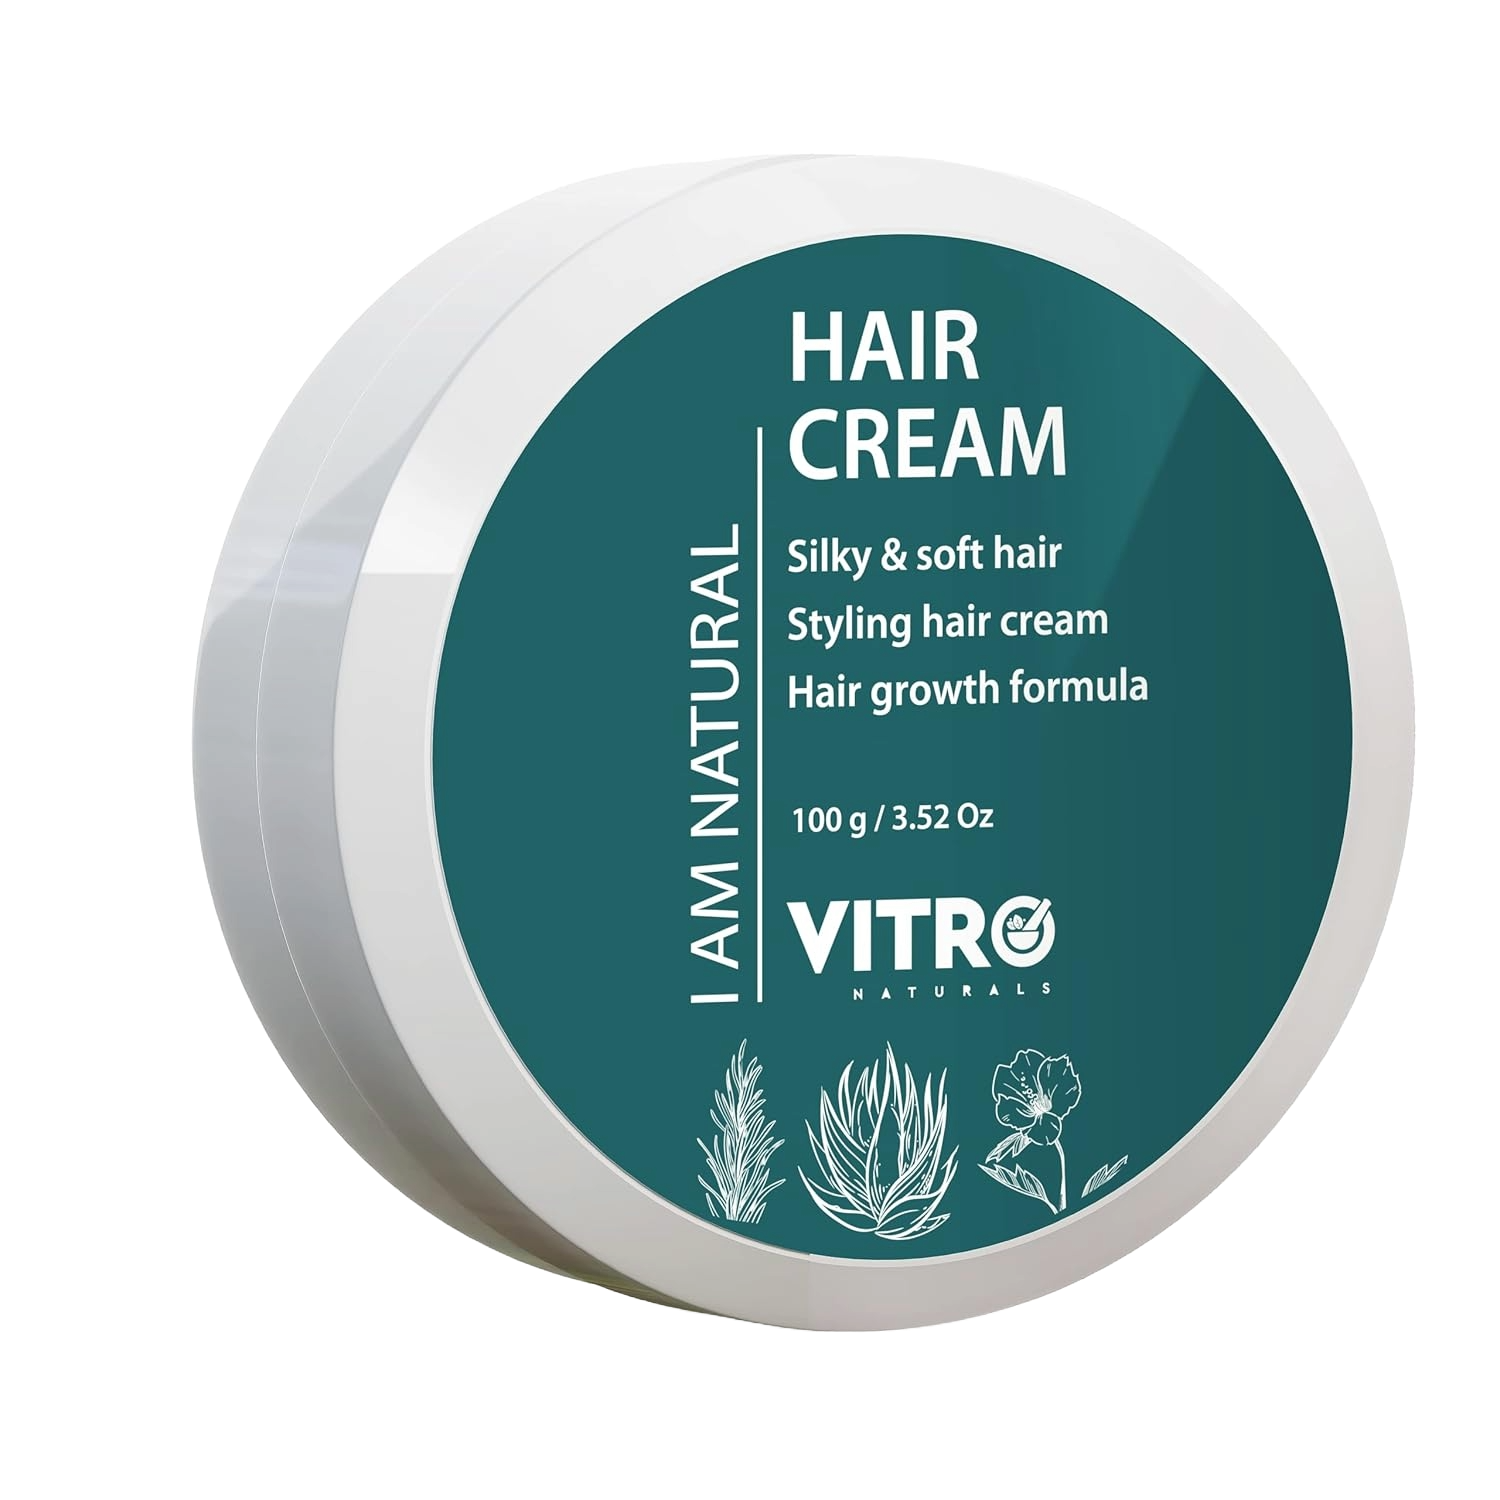 HAIR
CREAM
Silky & soft hair
Styling hair cream
Hair growth formula
100 g / 3.52 Oz
I AM NATURAL
VITRO
NATURALS